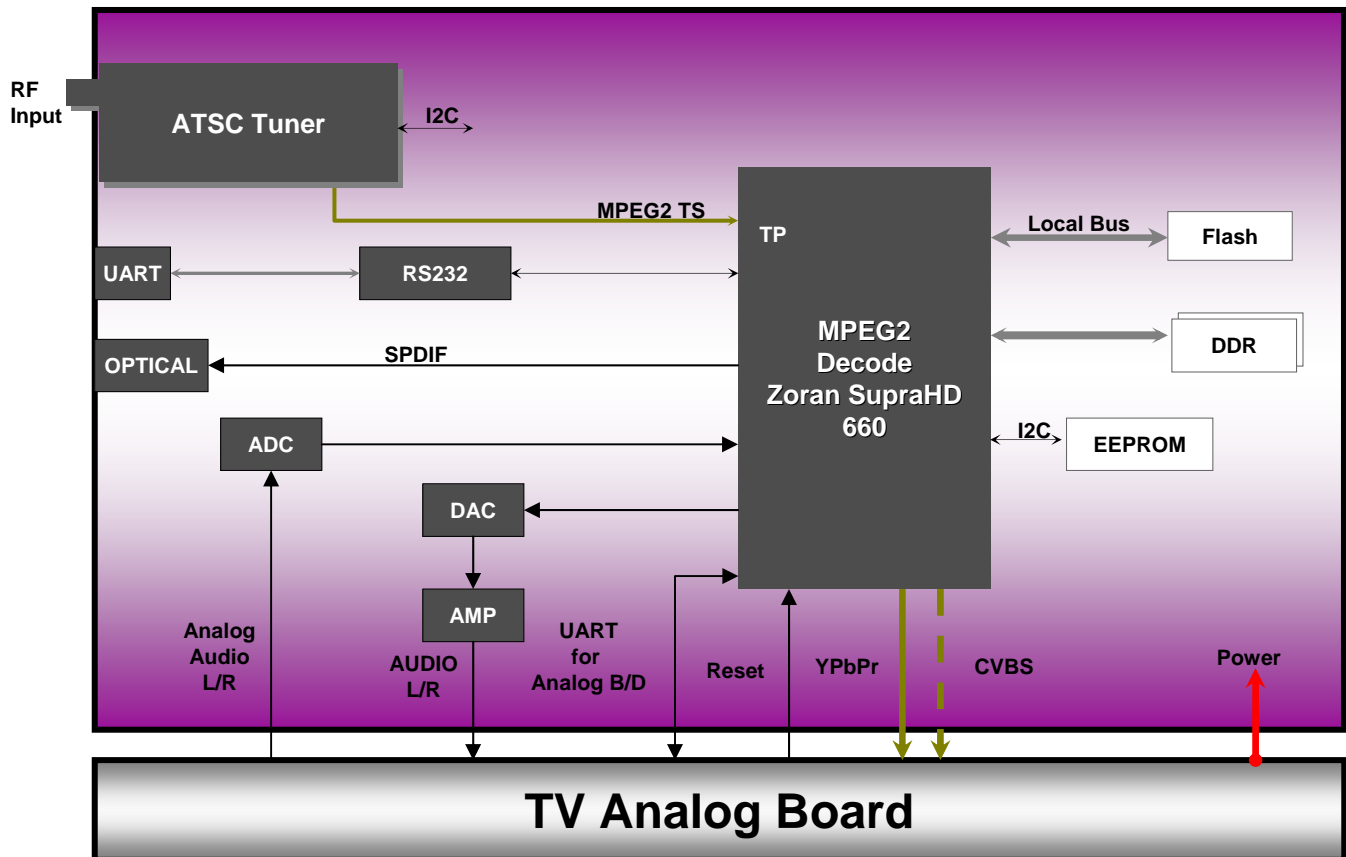 RF
Input
ATSC Tuner
I2C
MPEG2 TS
TP
Local Bus
Flash
UART
RS232
MPEG2
Decode
Zoran SupraHD
660
DDR
OPTICAL
SPDIF
ADC
I2C
EEPROM
DAC
AMP
Analog
Audio
L/R
AUDIO
L/R
UART
for
Analog B/D
Reset
YPbPr
CVBS
Power
TV Analog Board